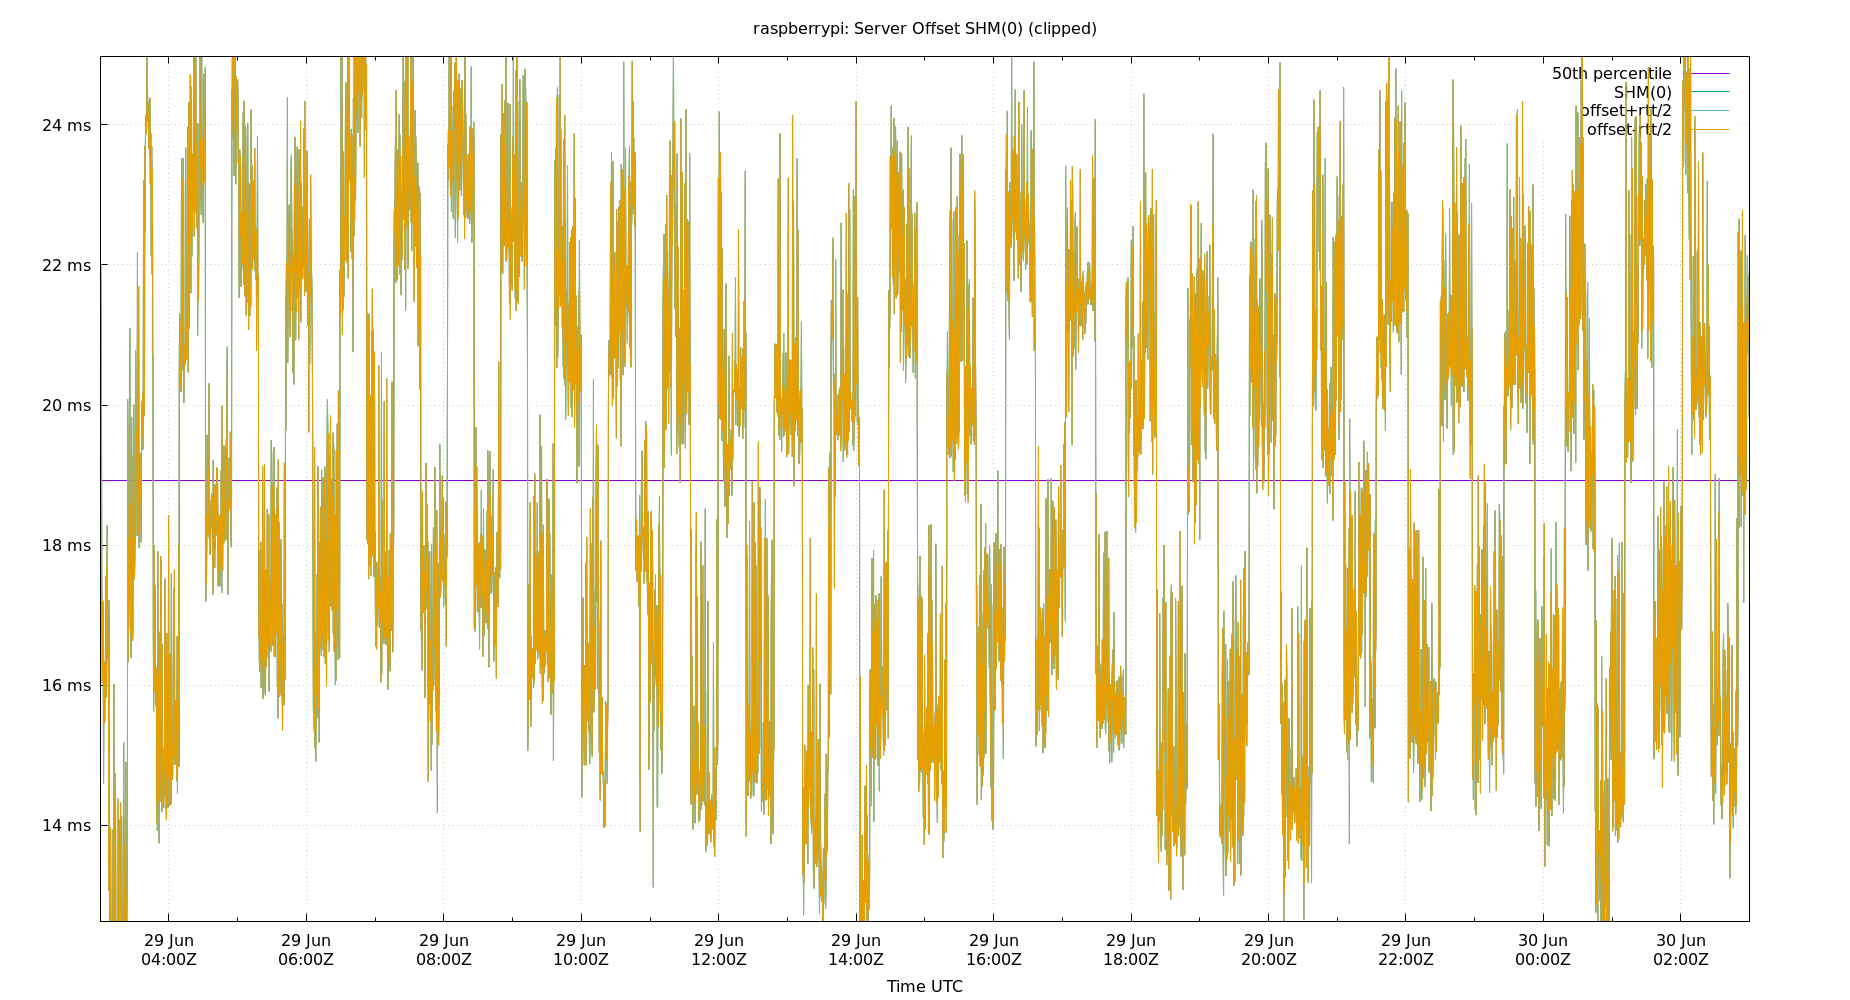 raspberrypi: Server Offset SHM(0) (clipped)
50th percentile
SHM(0)
offset+rtt/2
offset-rtt/2
24 ms
22 ms
20 ms
18 ms
16 ms
14 ms
29 Jun 29 Jun 29 Jun 29 Jun 29 Jun 29 Jun 29 Jun 29 Jun 29 Jun 29 Jun 30 Jun 30 Jun
04:00Z 06:00Z 08:00Z 10:00Z 12:00Z 14:00Z 16:00Z 18:00Z 20:00Z 22:00Z 00:00Z 02:00Z
Time UTC